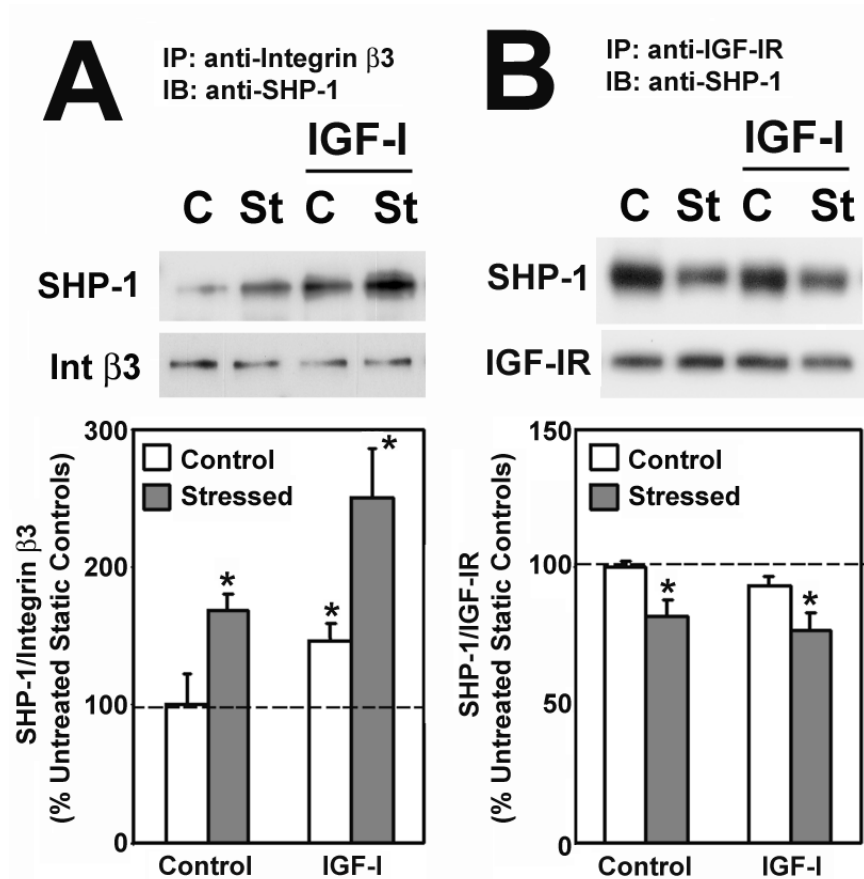 A
IP: anti-Integrin β3
IB: anti-SHP-1
IGF-I
C St C St
SHP-1
Int β3
300
200
100
0
SHP-1/Integrin β3
(% Untreated Static Controls)
Control
Stressed
*
*
*
Control IGF-I
B
IP: anti-IGF-IR
IB: anti-SHP-1
IGF-I
C St C St
SHP-1
IGF-IR
150
100
50
0
SHP-1/IGF-IR
(% Untreated Static Controls)
Control
Stressed
*
*
Control IGF-I